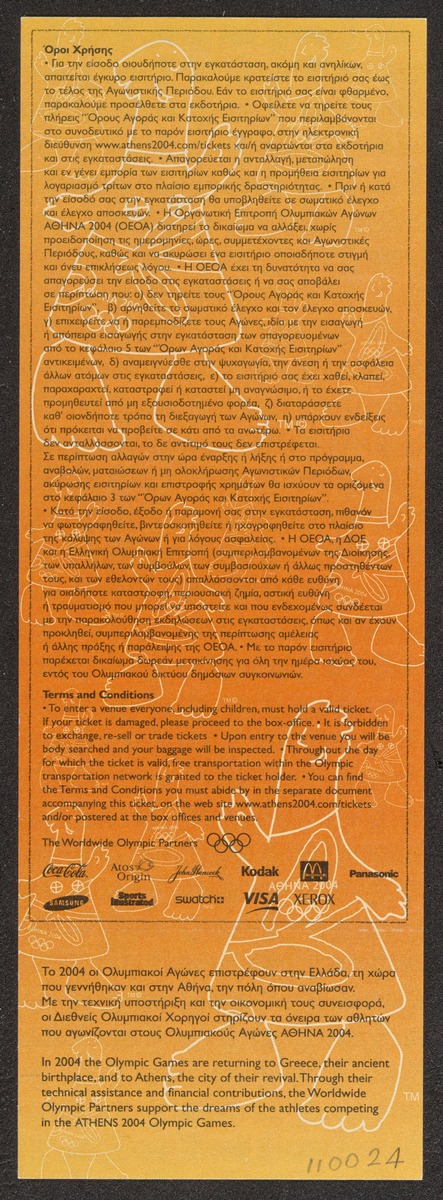 Όροι Χρήσης
• Για την είσοδο οιουδήποτε στην εγκατάσταση, ακόμη και ανηλίκων,
απαιτείται έγκυρο εισιτήριο. Παρακαλούμε κρατείστε το εισιτήριό σας έως
το τέλος της Αγωνιστικής Περιόδου. Εάν το εισιτήριό σας είναι φθαρμένο,
παρακαλούμε προσέλθετε στα εκδοτήρια. • Οφείλετε να τηρείτε τους
πλήρεις "Όρους Αγοράς και Κατοχής Εισιτηρίων" που περιλαμβάνονται
στο συνοδευτικό με το παρόν εισιτήριο έγγραφο, στην ηλεκτρονική
διεύθυνση www.athens2004.com/tickets και/ή αναρτώνται στα εκδοτήρια
και στις εγκαταστάσεις. • Απαγορεύεται η ανταλλαγή, μεταπώληση
και εν γένει εμπορία των εισιτηρίων καθώς και η προμήθεια εισιτηρίων για
λογαριασμό τρίτων στο πλαίσιο εμπορικής δραστηριότητας. • Πριν ή κατά
την είσοδό σας στην εγκατάσταση θα υποβληθείτε σε σωματικό έλεγχο
και έλεγχο αποσκευών. • Η Οργανωτική Επιτροπή Ολυμπιακών Αγώνων
ΑΘΗΝΑ 2004 (ΟΕΟΑ) διατηρεί το δικαίωμα να αλλάξει, χωρίς
προειδοποίηση τις ημερομηνίες, ώρες, συμμετέχοντες και Αγωνιστικές
Περιόδους, καθώς και να ακυρώσει ένα εισιτήριο οποιαδήποτε στιγμή
και άνευ επικλήσεως λόγου. • Η ΟΕΟΑ έχει τη δυνατότητα να σας
απαγορεύει την είσοδο στις εγκαταστάσεις ή να σας αποβάλει
σε περίπτωση που: α) δεν τηρείτε τους "Όρους Αγοράς και Κατοχής
Εισιτηρίων", β) αρνηθείτε το σωματικό έλεγχο και τον έλεγχο αποσκευών,
γ) επιχειρείτε να παρεμποδίζετε τους Αγώνες, ιδία με την εισαγωγή
ή απόπειρα εισαγωγής στην εγκατάσταση των απαγορευμένων
από το κεφάλαιο 5 των "Όρων Αγοράς και Κατοχής Εισιτηρίων"
αντικειμένων, δ) αναμειγνύεσθε στην ψυχαγωγία, την άνεση ή την ασφάλεια
άλλων ατόμων στις εγκαταστάσεις, ε) το εισιτήριό σας έχει χαθεί, κλαπεί,
παραχαραχτεί, καταστραφεί ή καταστεί μη αναγνώσιμο, ή το έχετε
προμηθευτεί από μη εξουσιοδοτημένο φορέα, ζ) διαταράσσετε
καθ' οιονδήποτε τρόπο τη διεξαγωγή των Αγώνων, η) υπάρχουν ενδείξεις
ότι πρόκειται να προβείτε σε κάτι από τα ανωτέρω. • Τα εισιτήρια
δεν ανταλλάσσονται, το δε αντίτιμό τους δεν επιστρέφεται.
Σε περίπτωση αλλαγών στην ώρα έναρξης ή λήξης ή στο πρόγραμμα,
αναβολών, ματαιώσεων ή μη ολοκλήρωσης Αγωνιστικών Περιόδων,
ακύρωσης εισιτηρίων και επιστροφής χρημάτων θα ισχύουν τα οριζόμενα
στο κεφάλαιο 3 των "Όρων Αγοράς και Κατοχής Εισιτηρίων".
• Κατά την είσοδο, έξοδο ή παραμονή σας στην εγκατάσταση, πιθανόν
να φωτογραφηθείτε, βιντεοσκοπηθείτε ή ηχογραφηθείτε στο πλαίσιο
της κάλυψης των Αγώνων ή για λόγους ασφαλείας. • Η ΟΕΟΑ, η ΔΟΕ
και η Ελληνική Ολυμπιακή Επιτροπή (συμπεριλαμβανομένων της Διοίκησης,
των υπαλλήλων, των συμβούλων, των συμβασιούχων ή άλλως προστηθέντων
τους, και των εθελοντών τους) απαλλάσσονται από κάθε ευθύνη
για οιαδήποτε καταστροφή, περιουσιακή ζημία, αστική ευθύνη
ή τραυματισμό που μπορεί να υποστείτε και που ενδεχομένως συνδέεται
με την παρακολούθηση εκδηλώσεων στις εγκαταστάσεις, όπως και αν έχουν
προκληθεί, συμπεριλαμβανομένης της περίπτωσης αμέλειας
ή άλλης πράξης ή παράλειψης της ΟΕΟΑ. • Με το παρόν εισιτήριο
παρέχεται δικαίωμα δωρεάν μετακίνησης για όλη την ημέρα ισχύος του,
εντός του Ολυμπιακού δικτύου δημόσιων συγκοινωνιών.
Terms and Conditions
• To enter a venue everyone, including children, must hold a valid ticket.
If your ticket is damaged, please proceed to the box-office. • It is forbidden
to exchange, re-sell or trade tickets • Upon entry to the venue you will be
body searched and your baggage will be inspected. • Throughout the day
for which the ticket is valid, free transportation within the Olympic
transportation network is granted to the ticket holder. • You can find
the Terms and Conditions you must abide by in the separate document
accompanying this ticket, on the web site www.athens2004.com/tickets
and/or postered at the box offices and venues.
The Worldwide Olympic Partners
Coca-Cola Atos Origin John Hancock Kodak M Panasonic
ΑΘΗΝΑ 2004
SAMSUNG Sports Illustrated swatch VISA XEROX
Το 2004 οι Ολυμπιακοί Αγώνες επιστρέφουν στην Ελλάδα, τη χώρα
που γεννήθηκαν και στην Αθήνα, την πόλη όπου αναβίωσαν.
Με την τεχνική υποστήριξη και την οικονομική τους συνεισφορά,
οι Διεθνείς Ολυμπιακοί Χορηγοί στηρίζουν τα όνειρα των αθλητών
που αγωνίζονται στους Ολυμπιακούς Αγώνες ΑΘΗΝΑ 2004.
In 2004 the Olympic Games are returning to Greece, their ancient
birthplace, and to Athens, the city of their revival. Through their
technical assistance and financial contributions, the Worldwide
Olympic Partners support the dreams of the athletes competing
in the ATHENS 2004 Olympic Games.
TM
110024